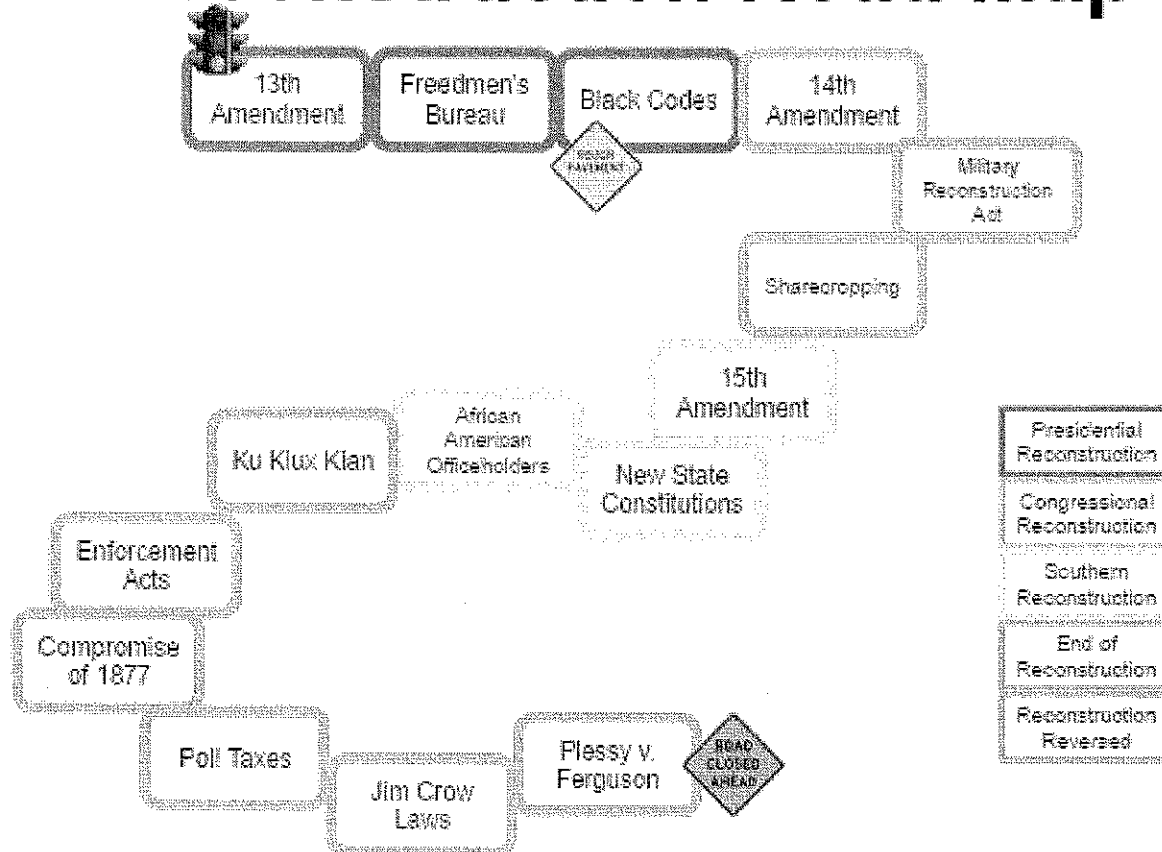 13th
Amendment
Freedmen's
Bureau
Black Codes
14th
Amendment
ROUGH
PAVEMENT
Military
Reconstruction
Act
Sharecropping
15th
Amendment
New State
Constitutions
African
American
Officeholders
Ku Klux Klan
Enforcement
Acts
Compromise
of 1877
Poll Taxes
Jim Crow
Laws
Plessy v.
Ferguson
ROAD
CLOSED
AHEAD
Presidential
Reconstruction
Congressional
Reconstruction
Southern
Reconstruction
End of
Reconstruction
Reconstruction
Reversed